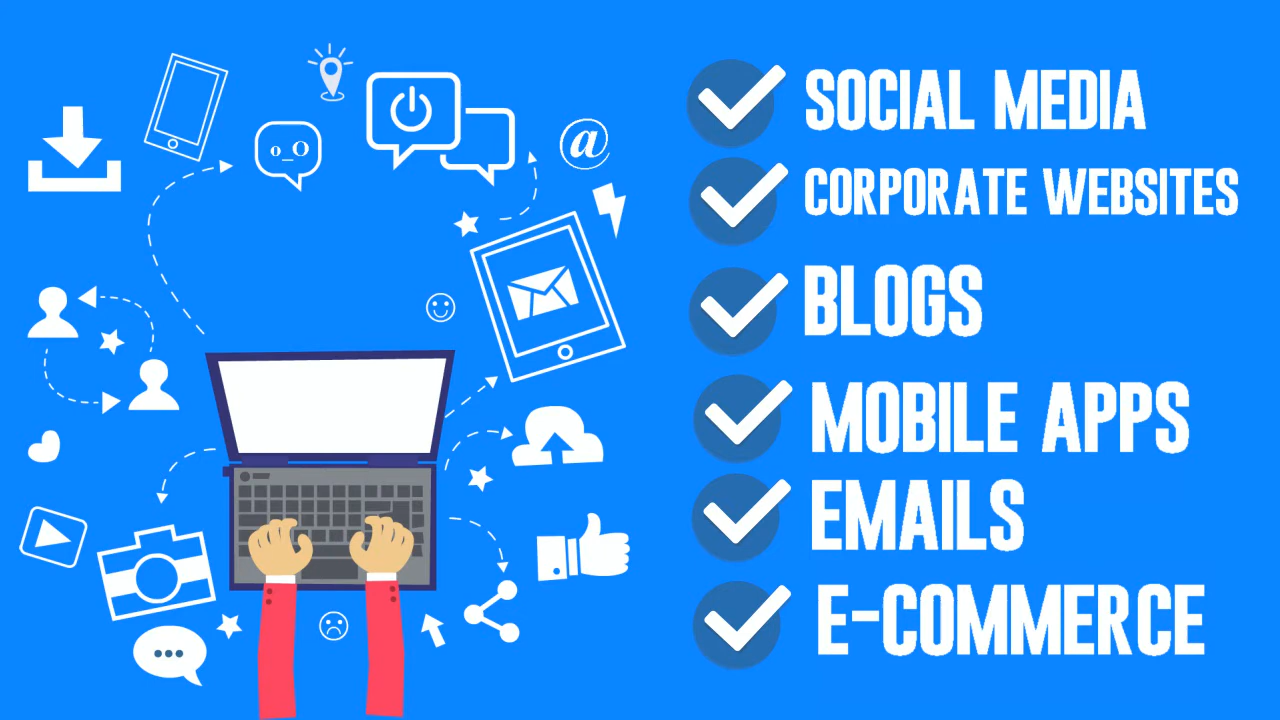 @
SOCIAL MEDIA
CORPORATE WEBSITES
BLOGS
MOBILE APPS
EMAILS
E-COMMERCE